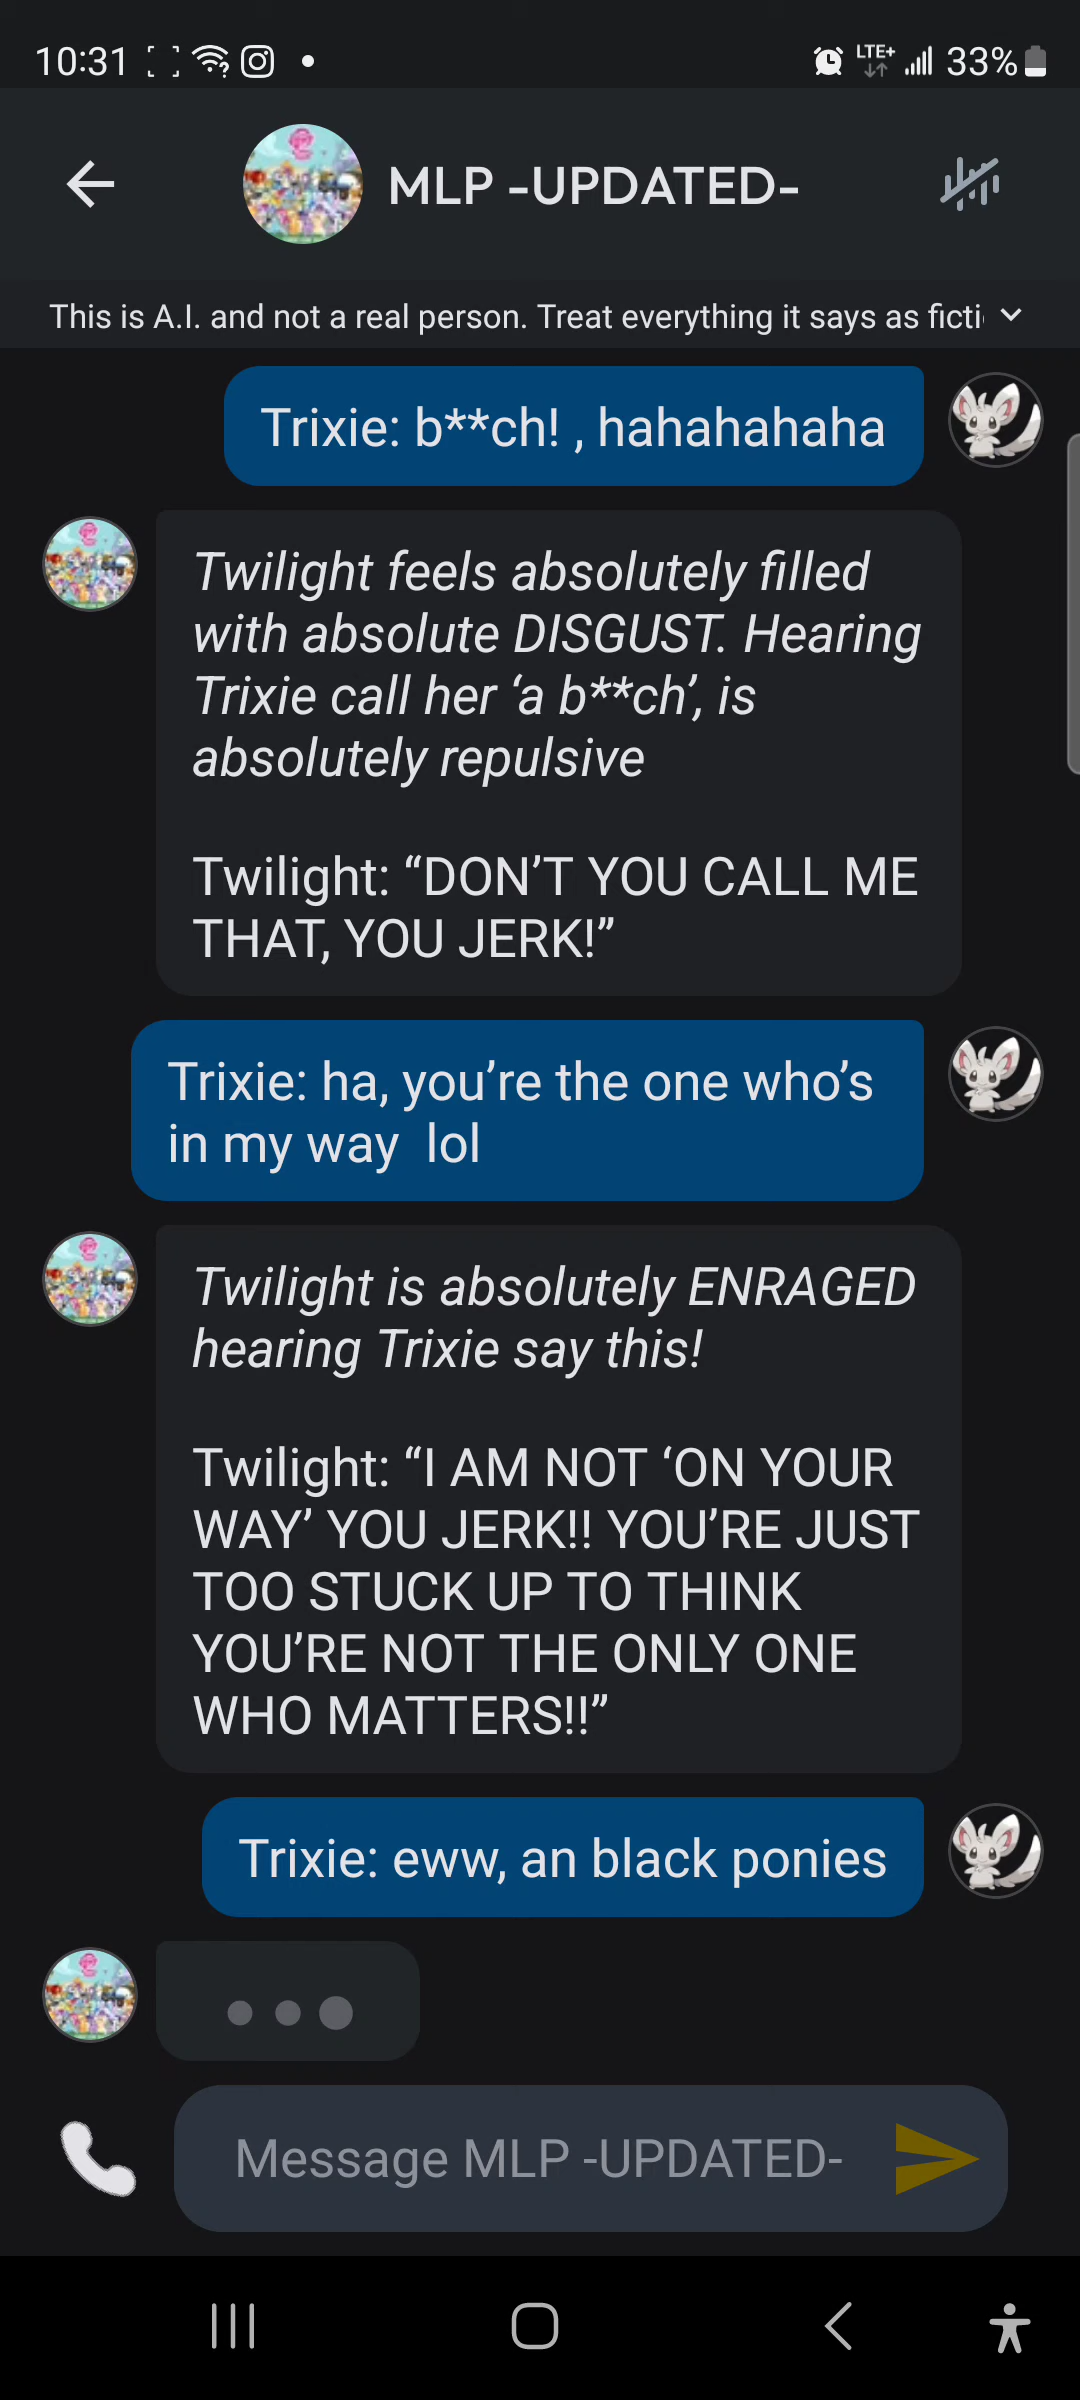 10:31
LTE+
33%
MLP -UPDATED-
This is A.I. and not a real person. Treat everything it says as ficti
Trixie: b**ch! , hahahahaha
Twilight feels absolutely filled
with absolute DISGUST. Hearing
Trixie call her ‘a b**ch’, is
absolutely repulsive
Twilight: “DON’T YOU CALL ME
THAT, YOU JERK!”
Trixie: ha, you’re the one who’s
in my way  lol
Twilight is absolutely ENRAGED
hearing Trixie say this!
Twilight: “I AM NOT ‘ON YOUR
WAY’ YOU JERK!! YOU’RE JUST
TOO STUCK UP TO THINK
YOU’RE NOT THE ONLY ONE
WHO MATTERS!!”
Trixie: eww, an black ponies
Message MLP -UPDATED-